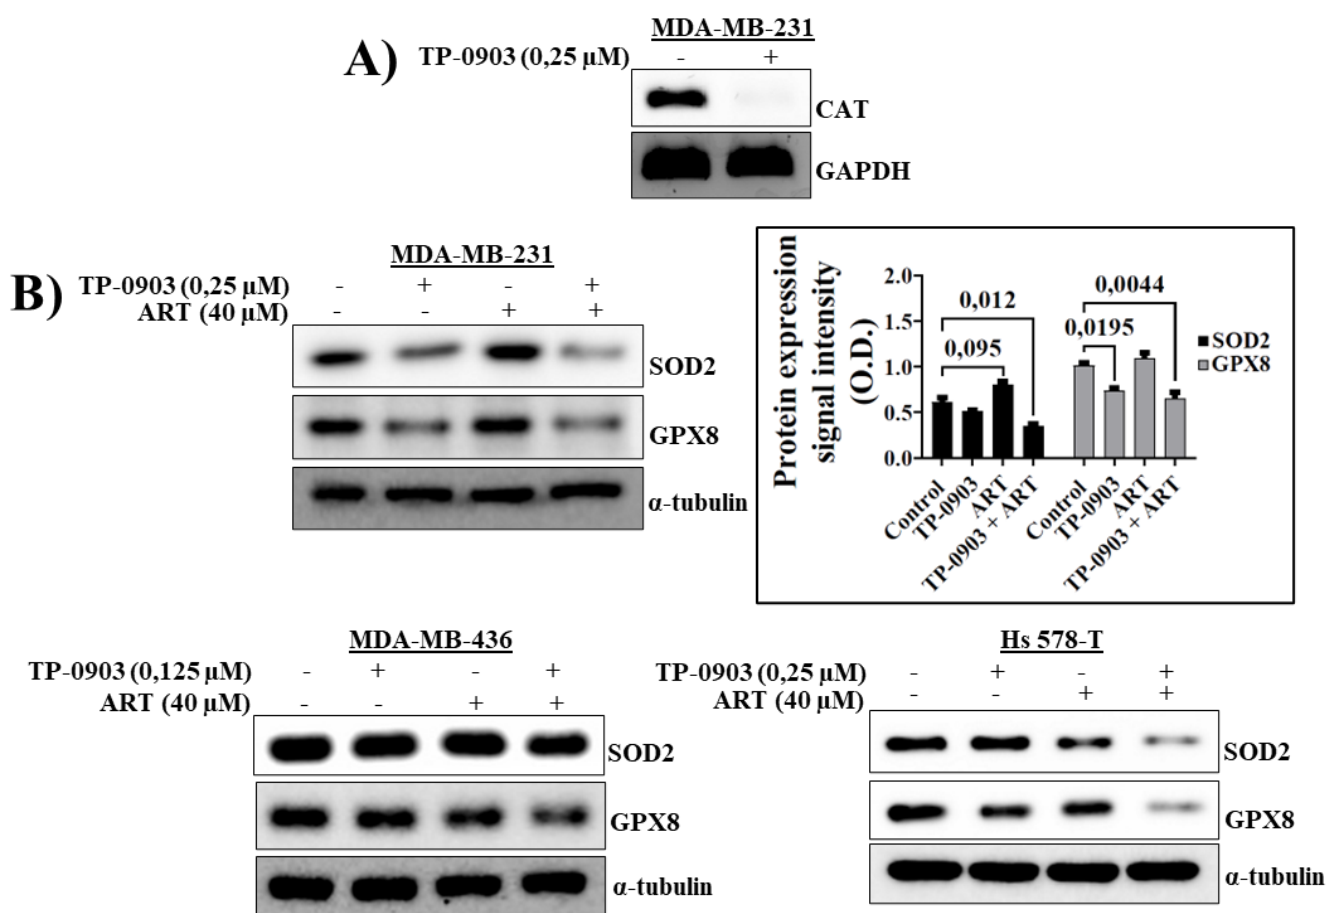 A)
MDA-MB-231
TP-0903 (0,25 µM) - +
CAT
GAPDH
B)
MDA-MB-231
TP-0903 (0,25 µM) - + - +
ART (40 µM) - - + +
SOD2
GPX8
α-tubulin
Protein expression
signal intensity
(O.D.)
2.0
1.5
1.0
0.5
0.0
0,012
0,095
0,0044
0,0195
SOD2
GPX8
Control
TP-0903
ART
TP-0903 + ART
Control
TP-0903
ART
TP-0903 + ART
MDA-MB-436
TP-0903 (0,125 µM) - + - +
ART (40 µM) - - + +
SOD2
GPX8
α-tubulin
Hs 578-T
TP-0903 (0,25 µM) - + - +
ART (40 µM) - - + +
SOD2
GPX8
α-tubulin